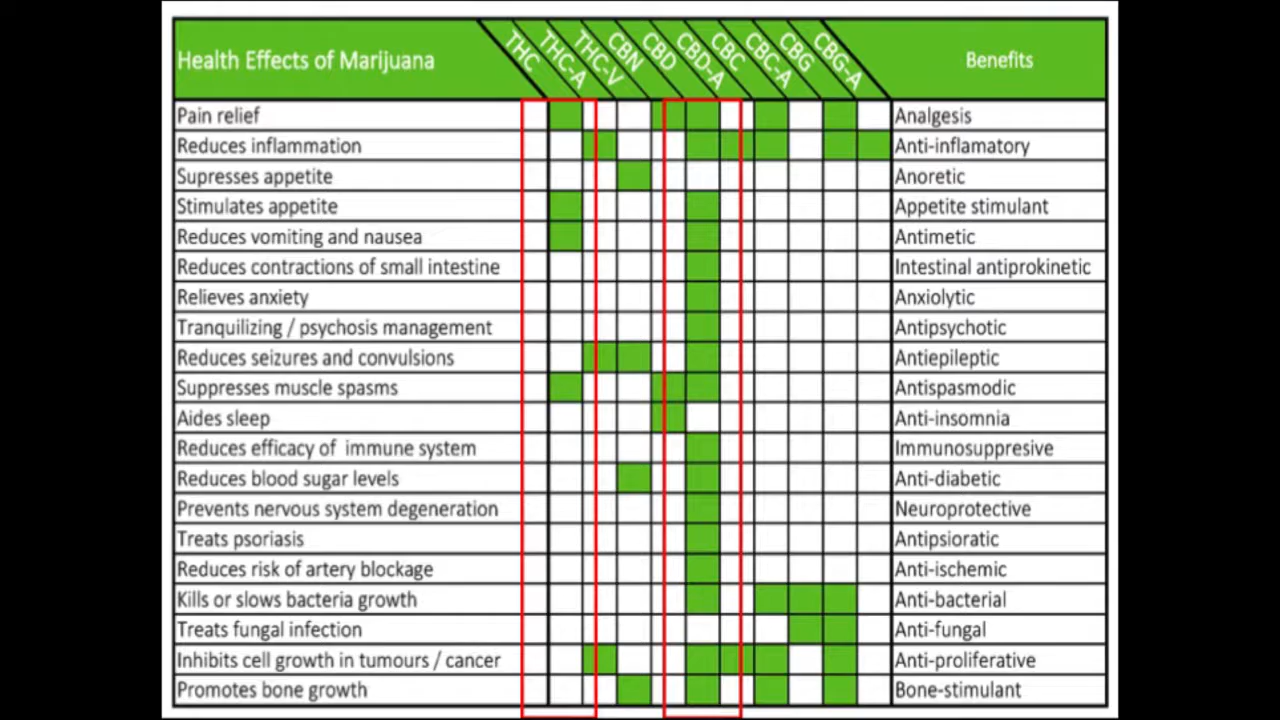 Health Effects of Marijuana THC THC-A THC-V CBN CBD CBD-A CBC CBC-A CBG CBG-A Benefits
Pain relief Analgesis
Reduces inflammation Anti-inflamatory
Supresses appetite Anoretic
Stimulates appetite Appetite stimulant
Reduces vomiting and nausea Antimetic
Reduces contractions of small intestine Intestinal antiprokinetic
Relieves anxiety Anxiolytic
Tranquilizing / psychosis management Antipsychotic
Reduces seizures and convulsions Antiepileptic
Suppresses muscle spasms Antispasmodic
Aides sleep Anti-insomnia
Reduces efficacy of immune system Immunosuppresive
Reduces blood sugar levels Anti-diabetic
Prevents nervous system degeneration Neuroprotective
Treats psoriasis Antipsioratic
Reduces risk of artery blockage Anti-ischemic
Kills or slows bacteria growth Anti-bacterial
Treats fungal infection Anti-fungal
Inhibits cell growth in tumours / cancer Anti-proliferative
Promotes bone growth Bone-stimulant